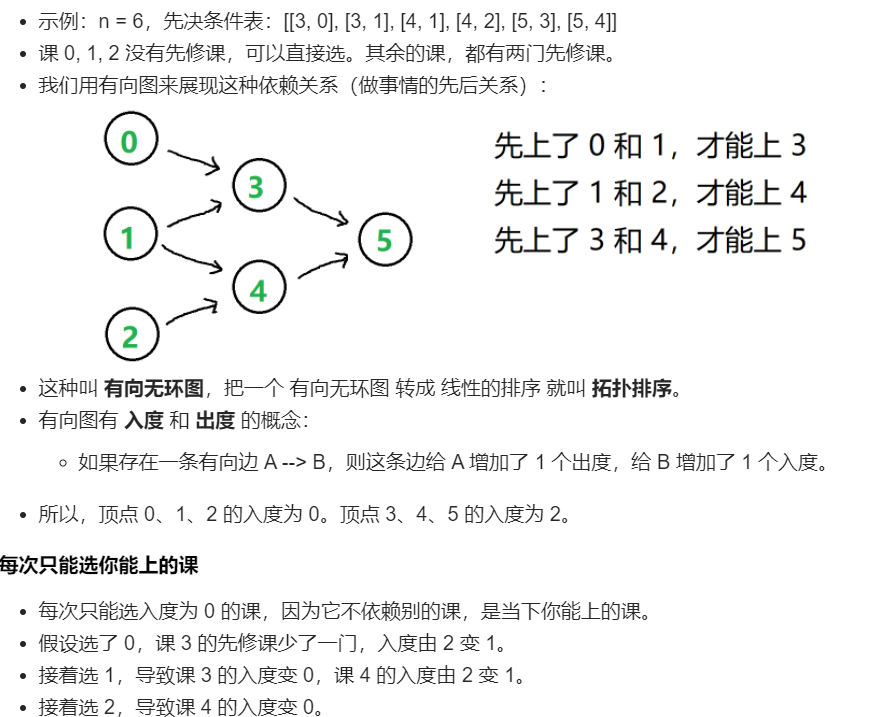 示例：n = 6，先决条件表：[[3, 0], [3, 1], [4, 1], [4, 2], [5, 3], [5, 4]]
课 0, 1, 2 没有先修课，可以直接选。其余的课，都有两门先修课。
我们用有向图来展现这种依赖关系（做事情的先后关系）：
0
3
1
5
4
2
先上了 0 和 1，才能上 3
先上了 1 和 2，才能上 4
先上了 3 和 4，才能上 5
这种叫 有向无环图，把一个 有向无环图 转成 线性的排序 就叫 拓扑排序。
有向图有 入度 和 出度 的概念：
如果存在一条有向边 A --> B，则这条边给 A 增加了 1 个出度，给 B 增加了 1 个入度。
所以，顶点 0、1、2 的入度为 0。顶点 3、4、5 的入度为 2。
每次只能选你能上的课
每次只能选入度为 0 的课，因为它不依赖别的课，是当下你能上的课。
假设选了 0，课 3 的先修课少了一门，入度由 2 变 1。
接着选 1，导致课 3 的入度变 0，课 4 的入度由 2 变 1。
接着选 2，导致课 4 的入度变 0。